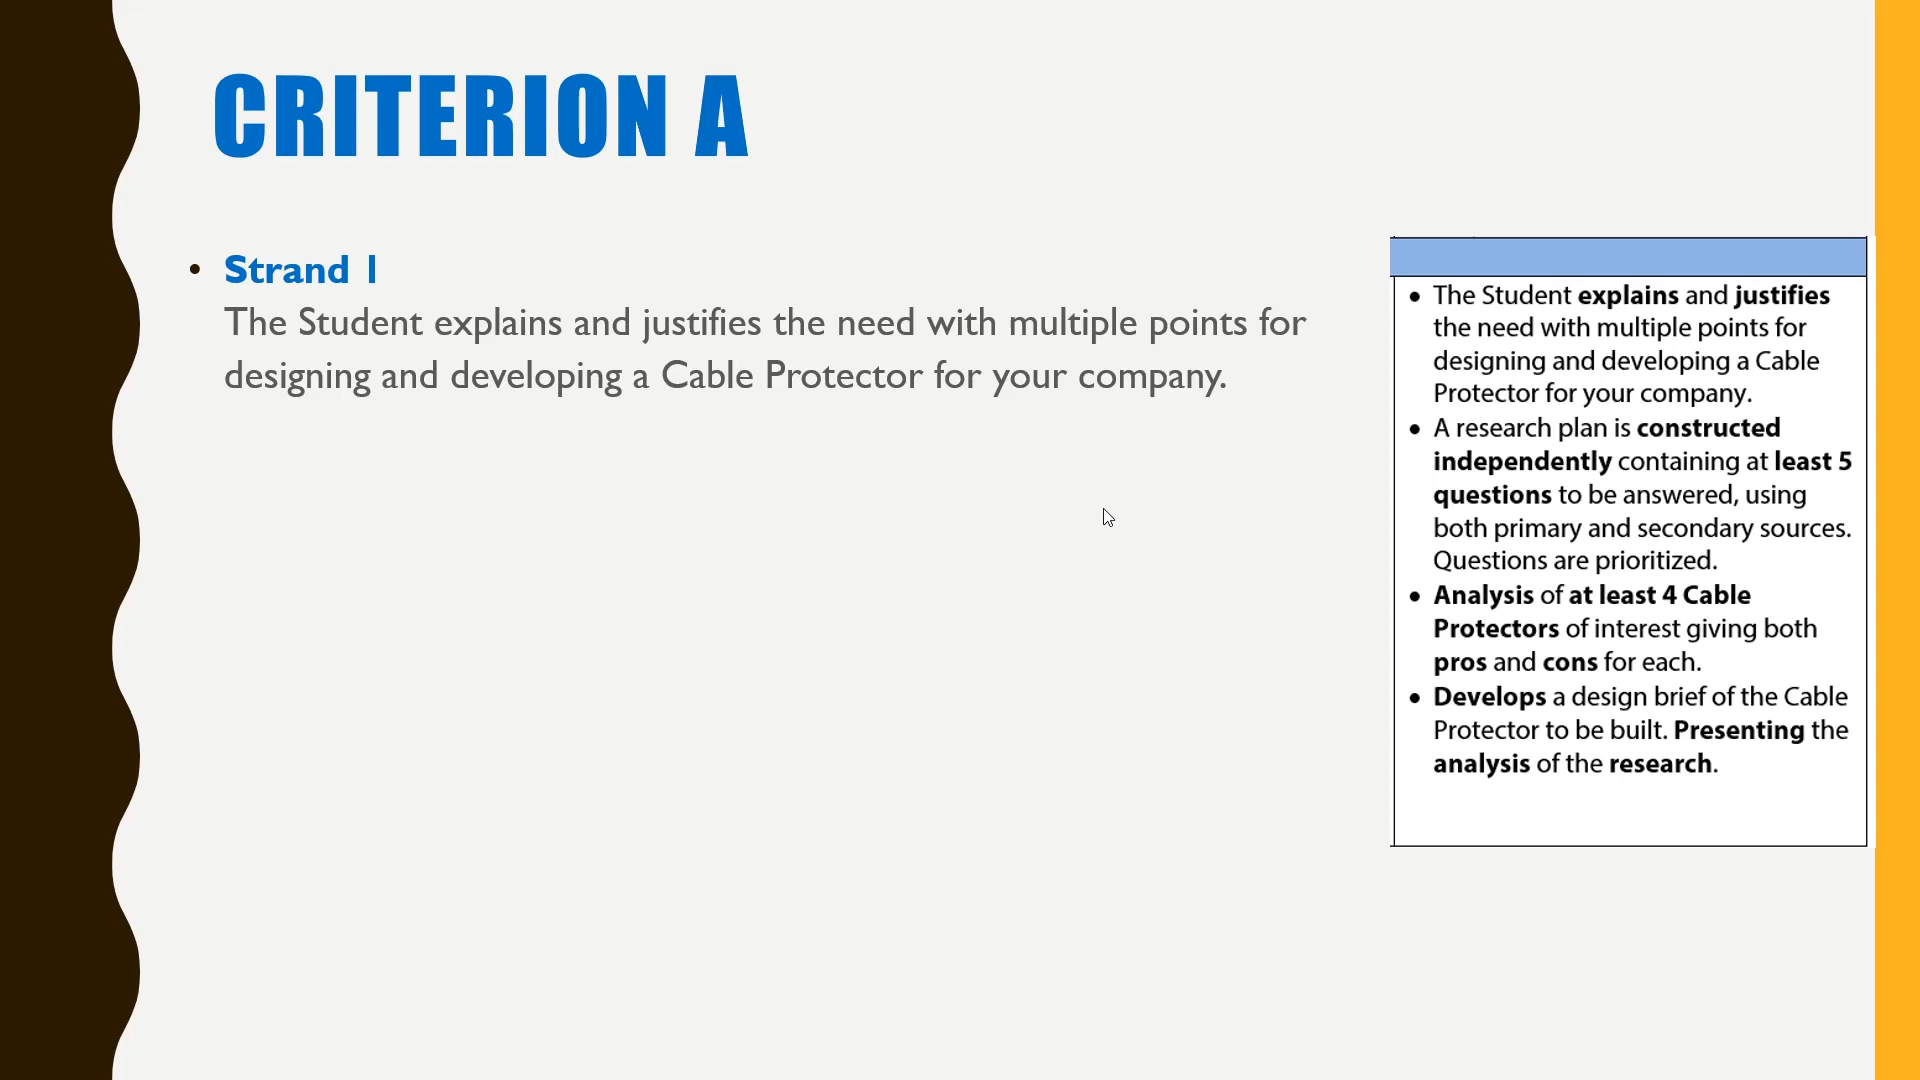 CRITERION A
• Strand 1
The Student explains and justifies the need with multiple points for
designing and developing a Cable Protector for your company.
• The Student explains and justifies
the need with multiple points for
designing and developing a Cable
Protector for your company.
• A research plan is constructed
independently containing at least 5
questions to be answered, using
both primary and secondary sources.
Questions are prioritized.
• Analysis of at least 4 Cable
Protectors of interest giving both
pros and cons for each.
• Develops a design brief of the Cable
Protector to be built. Presenting the
analysis of the research.